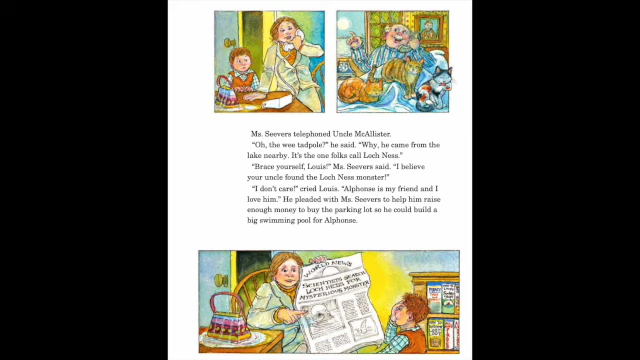 Ms. Seevers telephoned Uncle McAllister.
"Oh, the wee tadpole?" he said. "Why, he came from the
lake nearby. It's the one folks call Loch Ness."
"Brace yourself, Louis!" Ms. Seevers said. "I believe
your uncle found the Loch Ness monster!"
"I don't care!" cried Louis. "Alphonse is my friend and I
love him." He pleaded with Ms. Seevers to help him raise
enough money to buy the parking lot so he could build a
big swimming pool for Alphonse.
WORLD NEWS
SCIENTISTS SEARCH
LOCH NESS FOR
MYSTERIOUS MONSTER